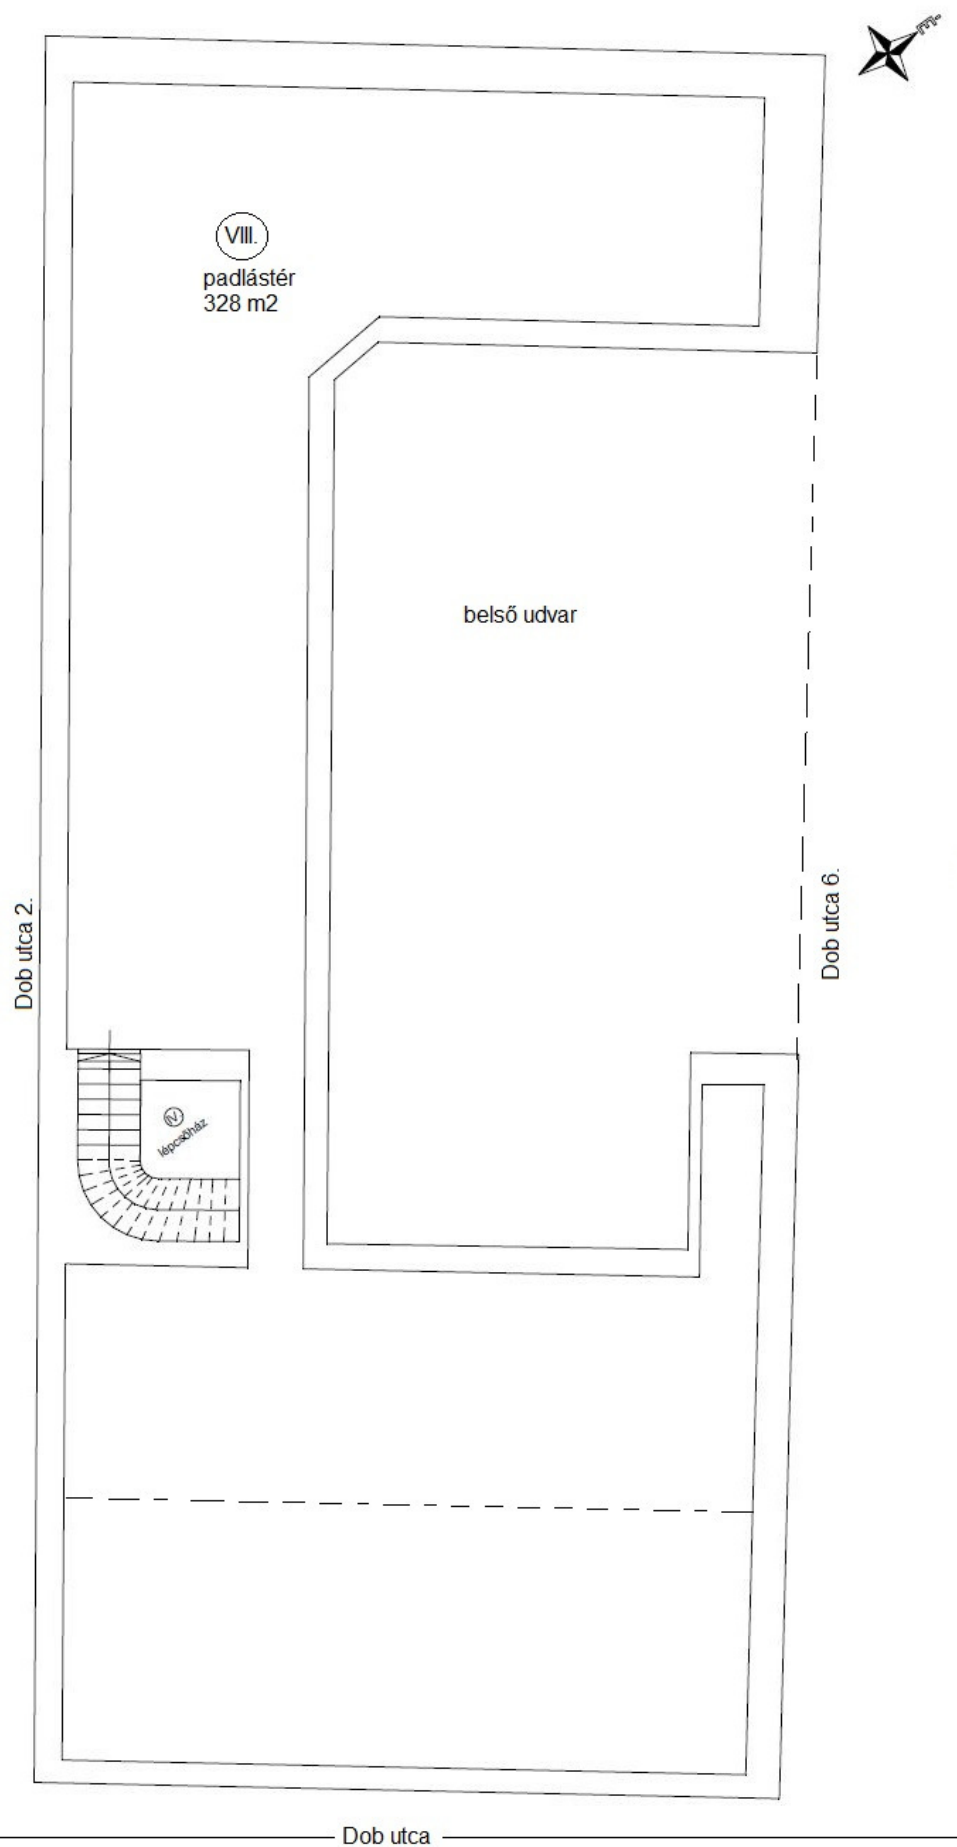 É
VIII.
padlástér
328 m2
belső udvar
Dob utca 2.
Dob utca 6.
IV.
lépcsőház
Dob utca